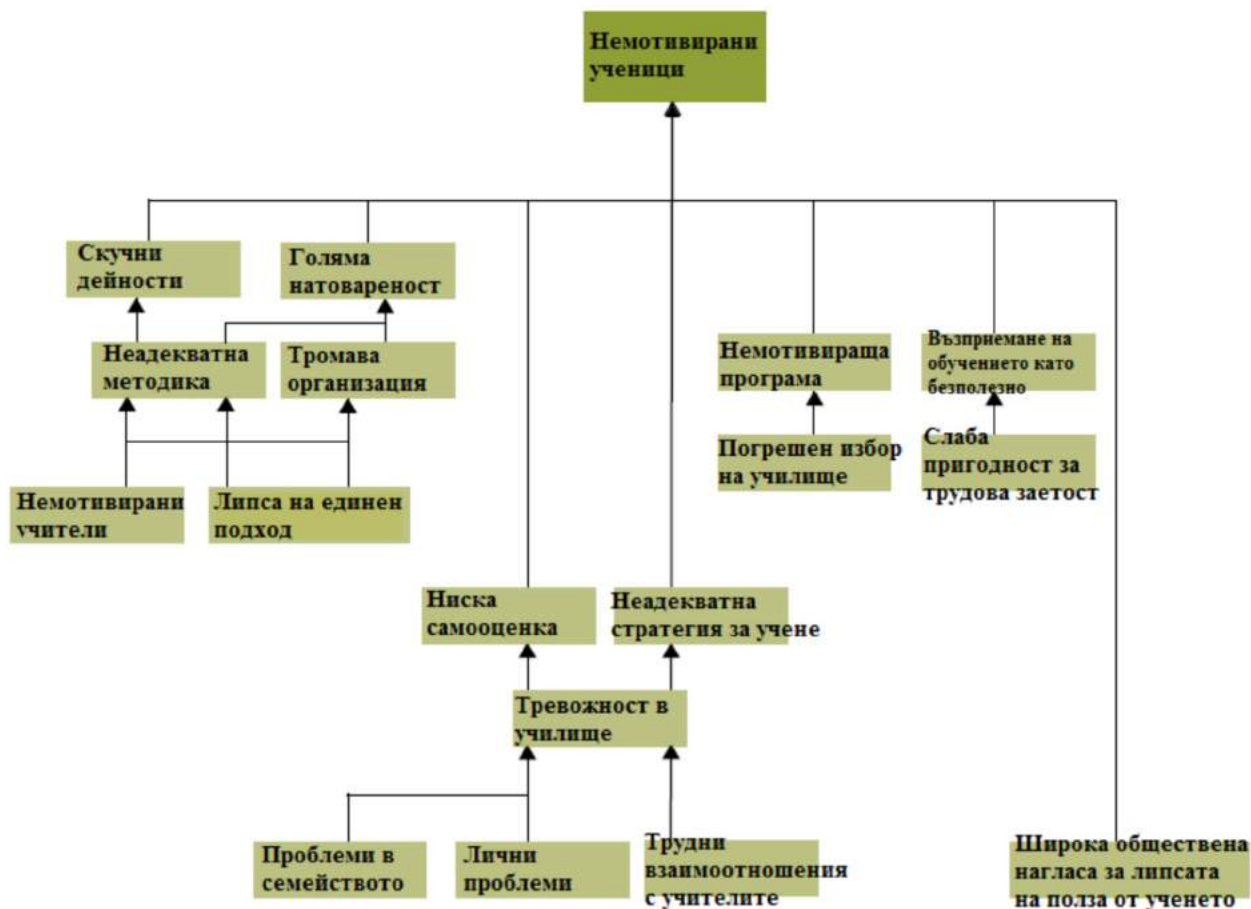 Немотивирани
ученици
Скучни
дейности
Голяма
натовареност
Неадекватна
методика
Тромава
организация
Немотивираща
програма
Възприемане на
обучението като
безполезно
Погрешен избор
на училище
Слаба
пригодност за
трудова заетост
Немотивирани
учители
Липса на единен
подход
Ниска
самооценка
Неадекватна
стратегия за учене
Тревожност в
училище
Проблеми в
семейството
Лични
проблеми
Трудни
взаимоотношения
с учителите
Широка обществена
нагласа за липсата
на полза от ученето